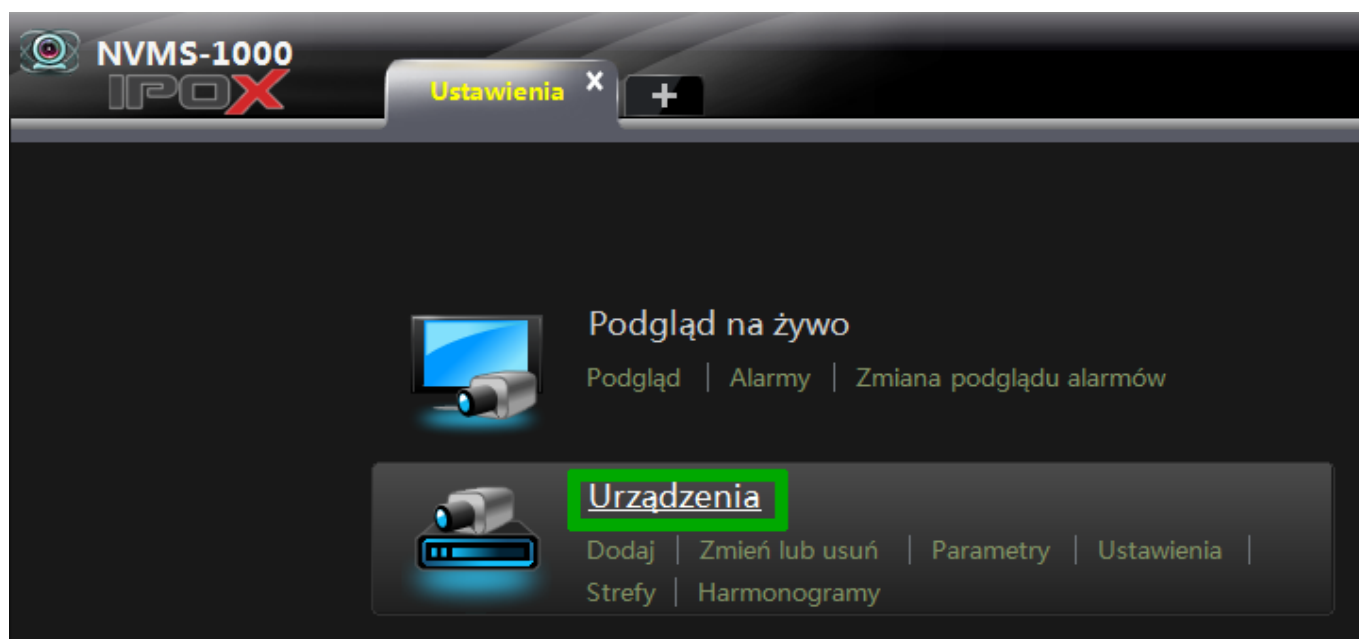 NVMS-1000
IPOX
Ustawienia
Podgląd na żywo
Podgląd | Alarmy | Zmiana podglądu alarmów
Urządzenia
Dodaj | Zmień lub usuń | Parametry | Ustawienia |
Strefy | Harmonogramy